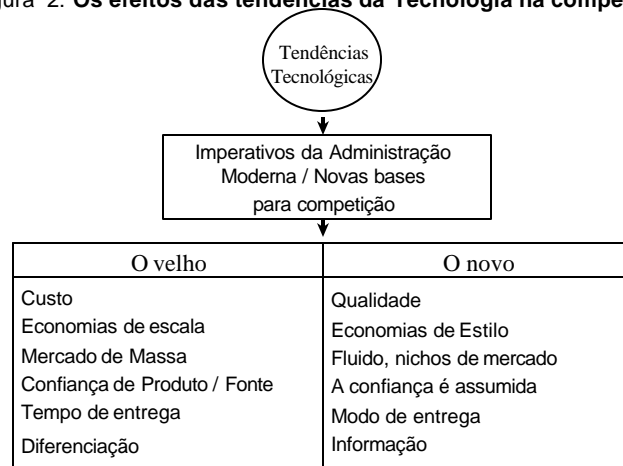 2. Os efeitos das tendências da Tecnologia na
Tendências
Tecnológicas
Imperativos da Administração
Moderna / Novas bases
para competição
O velho
O novo
Custo
Qualidade
Economias de escala
Economias de Estilo
Mercado de Massa
Fluido, nichos de mercado
Confiança de Produto / Fonte
A confiança é assumida
Tempo de entrega
Modo de entrega
Diferenciação
Informação